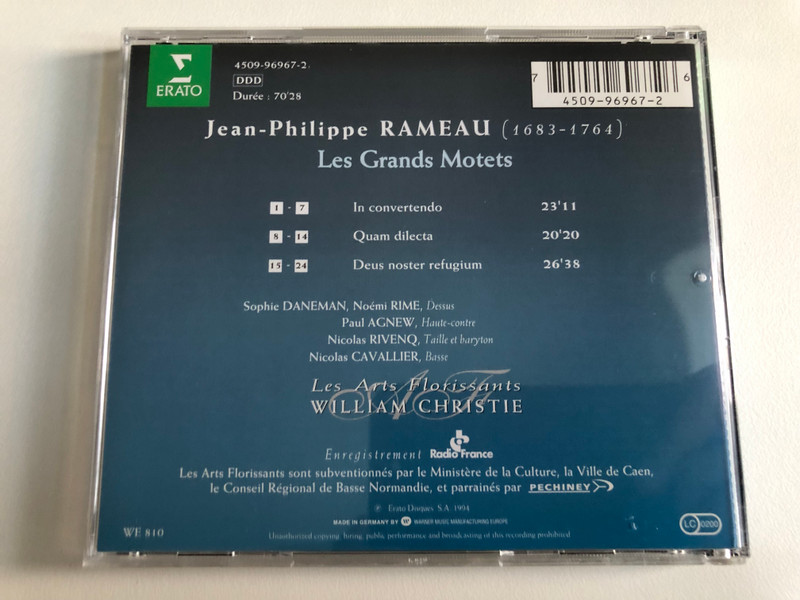 ERATO
4509-96967-2
DDD
Durée : 70'28
7 4509-96967-2 6
Jean-Philippe RAMEAU (1683-1764)
Les Grands Motets
1 - 7 In convertendo 23'11
8 - 14 Quam dilecta 20'20
15 - 24 Deus noster refugium 26'38
Sophie DANEMAN, Noémi RIME, Dessus
Paul AGNEW, Haute-contre
Nicolas RIVENQ, Taille et baryton
Nicolas CAVALLIER, Basse
Les Arts Florissants
WILLIAM CHRISTIE
Enregistrement Radio France
Les Arts Florissants sont subventionnés par le Ministère de la Culture, la Ville de Caen,
le Conseil Régional de Basse Normandie, et parrainés par PECHINEY
℗ Erato Disques S.A. 1994
MADE IN GERMANY BY WARNER MUSIC MANUFACTURING EUROPE
WE 810
LC 0200
Unauthorized copying, hiring, public performance and broadcasting of this recording prohibited